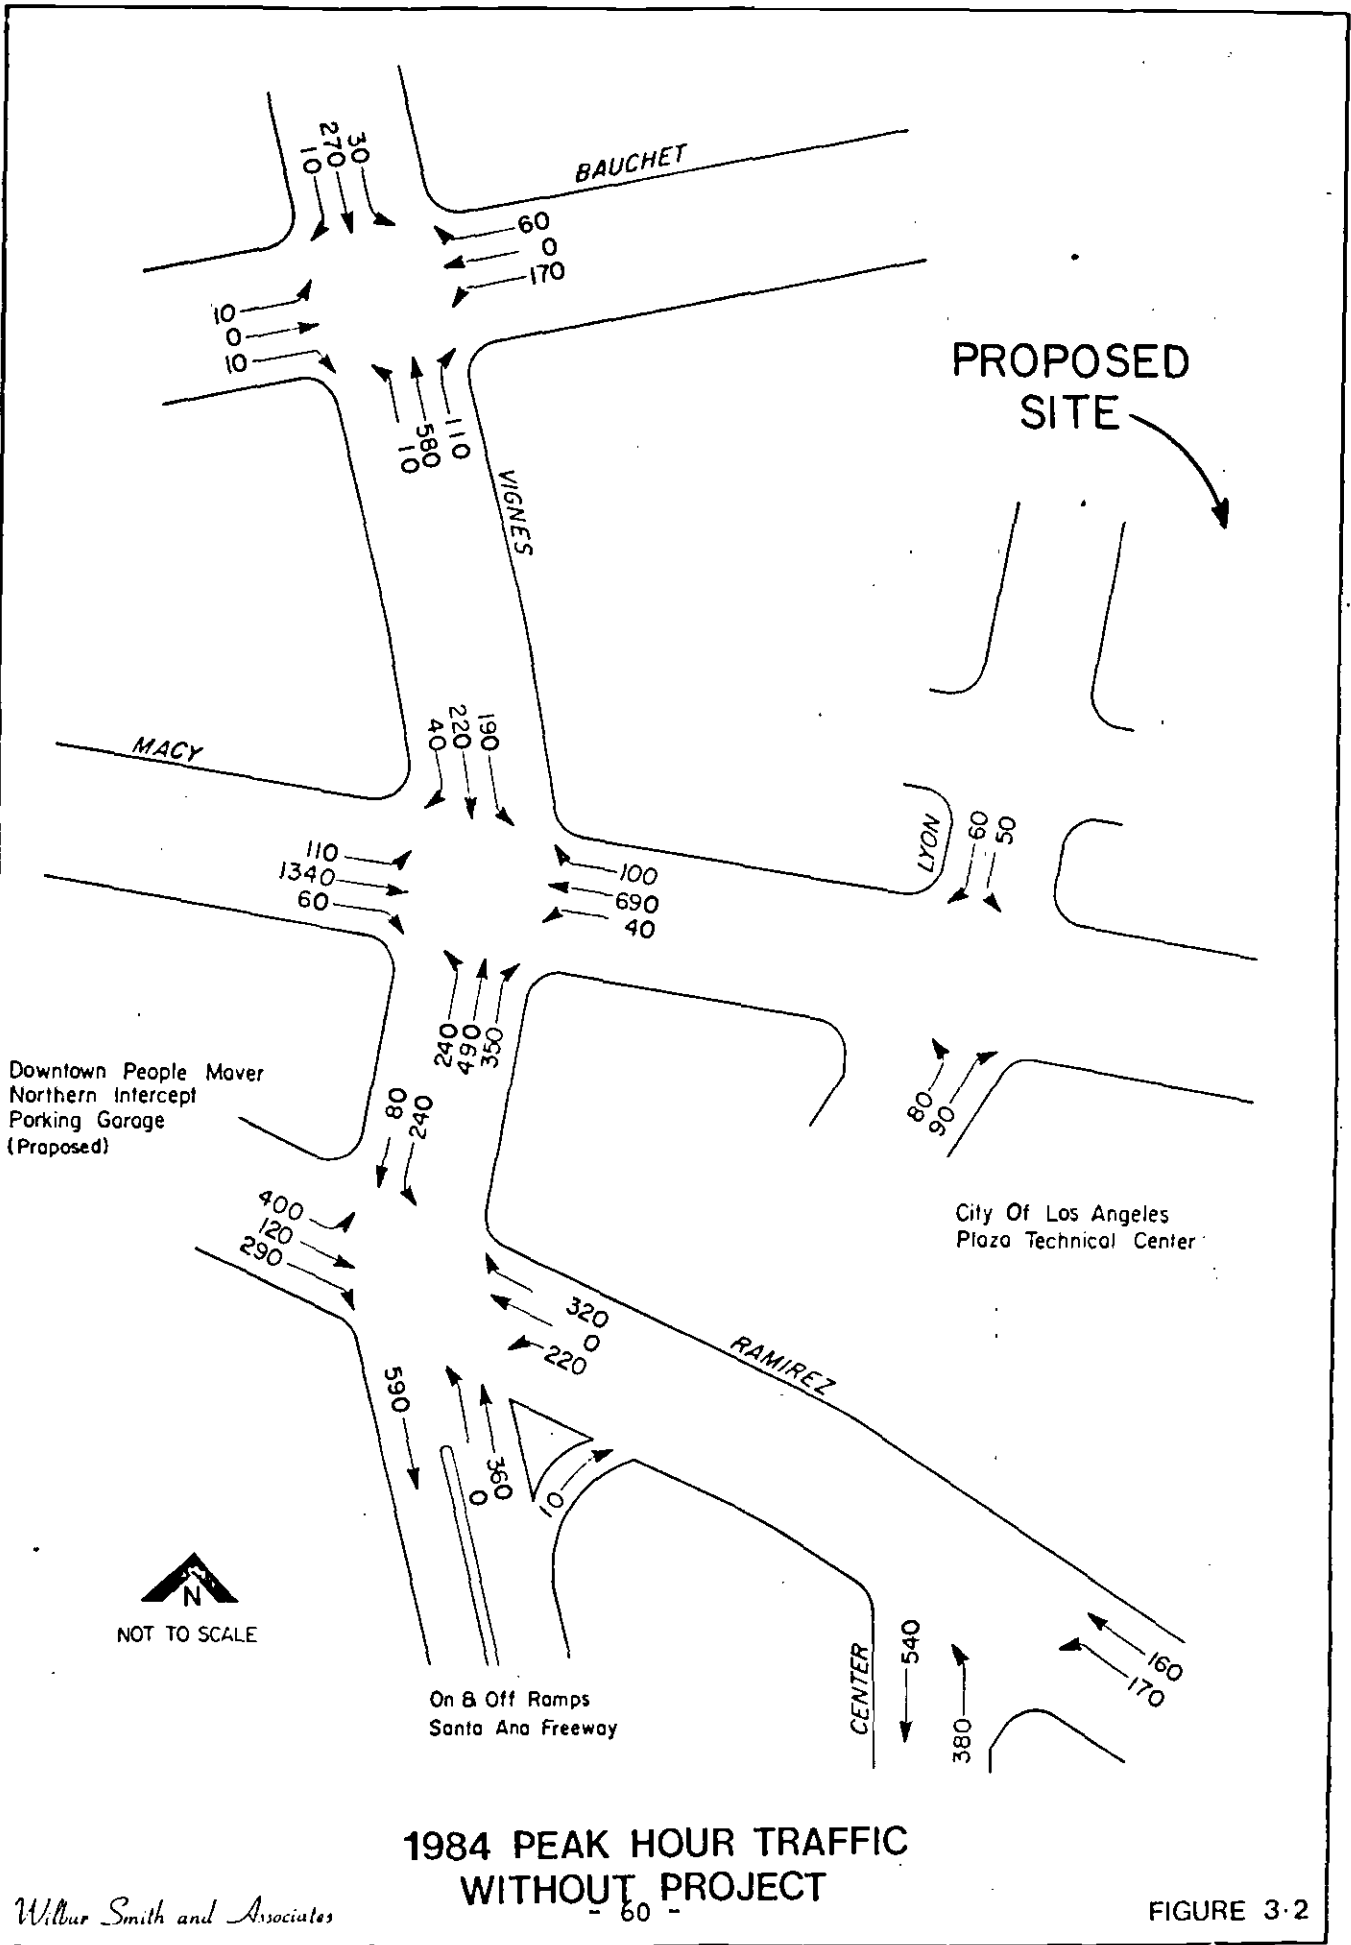 30
270
10
BAUCHET
60
0
170
10
0
10
110
580
10
VIGNES
PROPOSED
SITE
MACY
190
220
40
LYON
60
50
110
1340
60
100
690
40
240
490
350
80
90
Downtown People Mover
Northern Intercept
Parking Garage
(Proposed)
80
240
400
120
290
City Of Los Angeles
Plaza Technical Center
320
0
220
RAMIREZ
590
360
0
10
N
NOT TO SCALE
On & Off Ramps
Santa Ana Freeway
CENTER
540
380
160
170
1984 PEAK HOUR TRAFFIC
WITHOUT PROJECT
- 60 -
Wilbur Smith and Associates
FIGURE 3-2